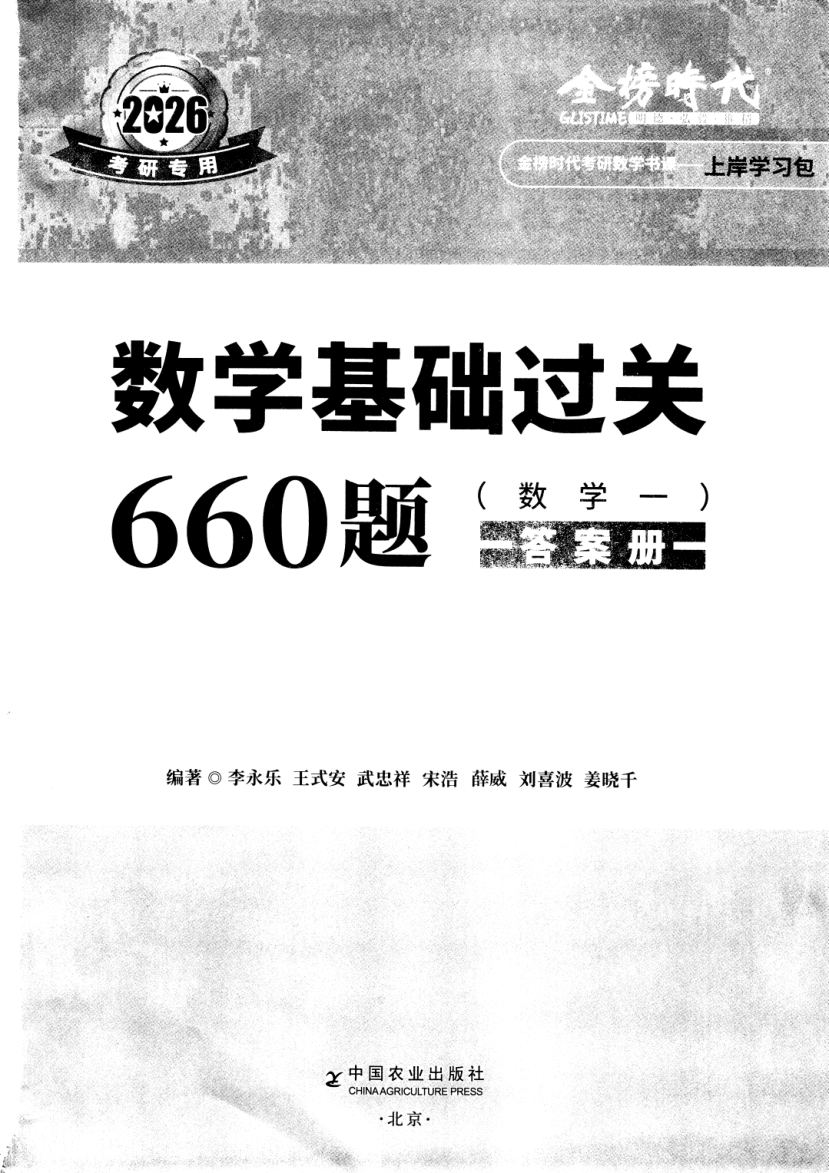 2026
考研专用
金榜時代
GLISTIME
金榜时代考研数学书课——上岸学习包
数学基础过关
660题
（数学一）
答案册
编著◎李永乐 王式安 武忠祥 宋浩 薛威 刘喜波 姜晓千
中国农业出版社
CHINA AGRICULTURE PRESS
·北京·